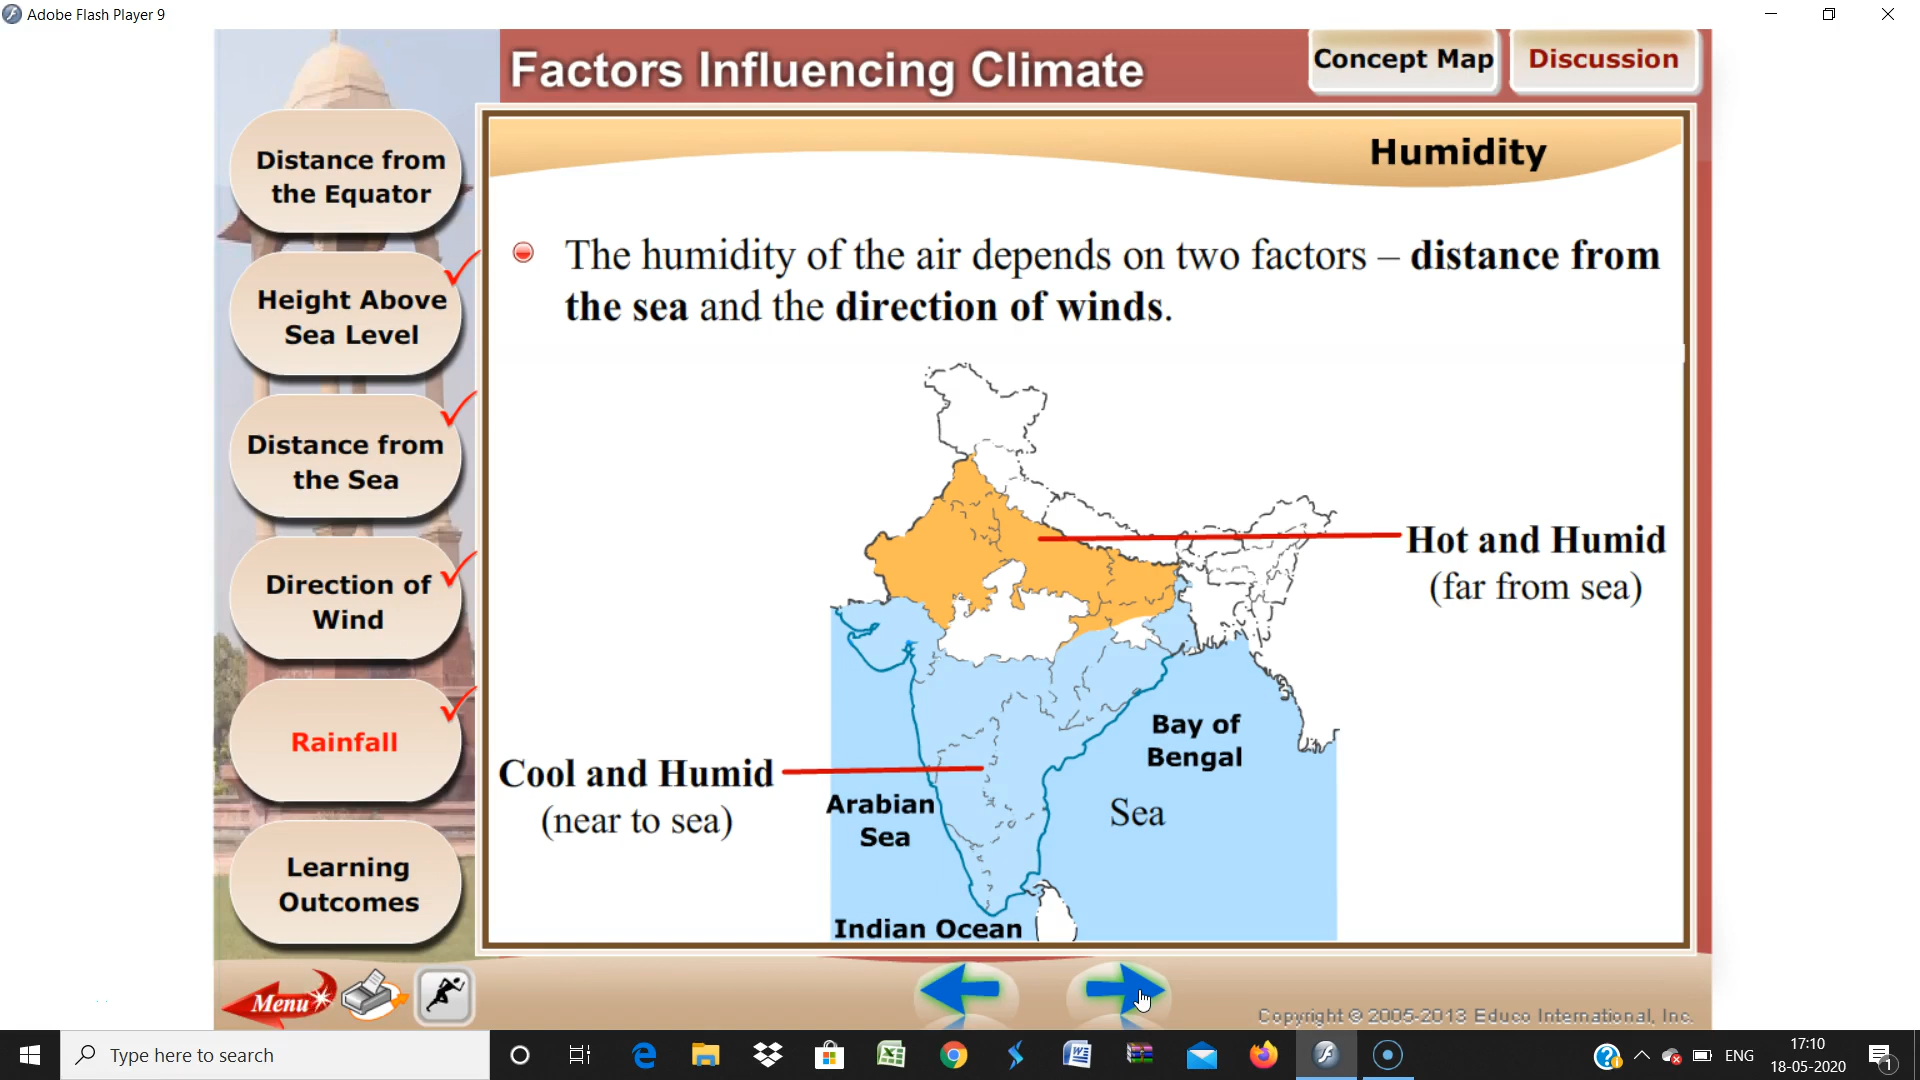 Adobe Flash Player 9
Factors Influencing Climate
Concept Map
Discussion
Distance from
the Equator
Height Above
Sea Level
Distance from
the Sea
Direction of
Wind
Rainfall
Learning
Outcomes
Humidity
The humidity of the air depends on two factors – distance from
the sea and the direction of winds.
Hot and Humid
(far from sea)
Cool and Humid
(near to sea)
Bay of
Bengal
Arabian
Sea
Sea
Indian Ocean
Menu
Copyright © 2005-2013 Educo International, Inc.
Type here to search
ENG
17:10
18-05-2020
1